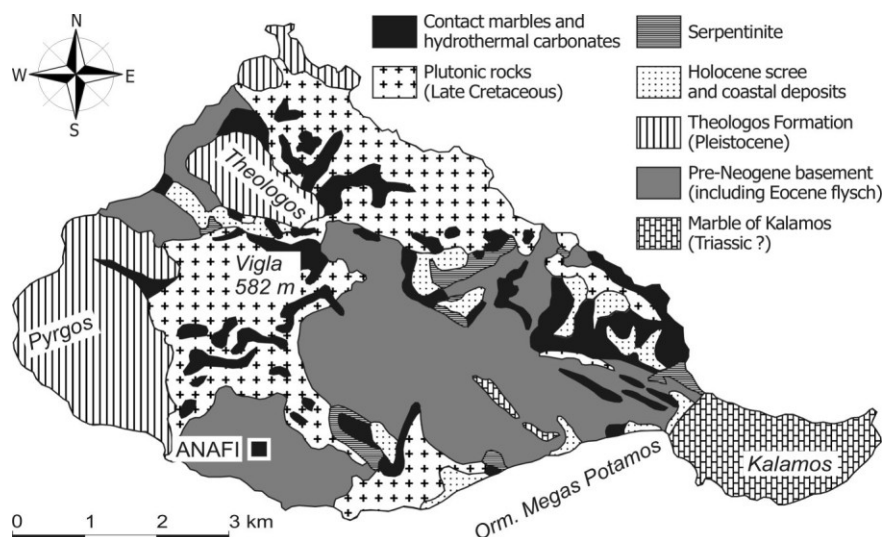 N
W E
S
Contact marbles and
hydrothermal carbonates
Plutonic rocks
(Late Cretaceous)
Serpentinite
Holocene scree
and coastal deposits
Theologos Formation
(Pleistocene)
Pre-Neogene basement
(including Eocene flysch)
Marble of Kalamos
(Triassic ?)
Theologos
Vigla
582 m
Pyrgos
ANAFI
Kalamos
Orm. Megas Potamos
0 1 2 3 km